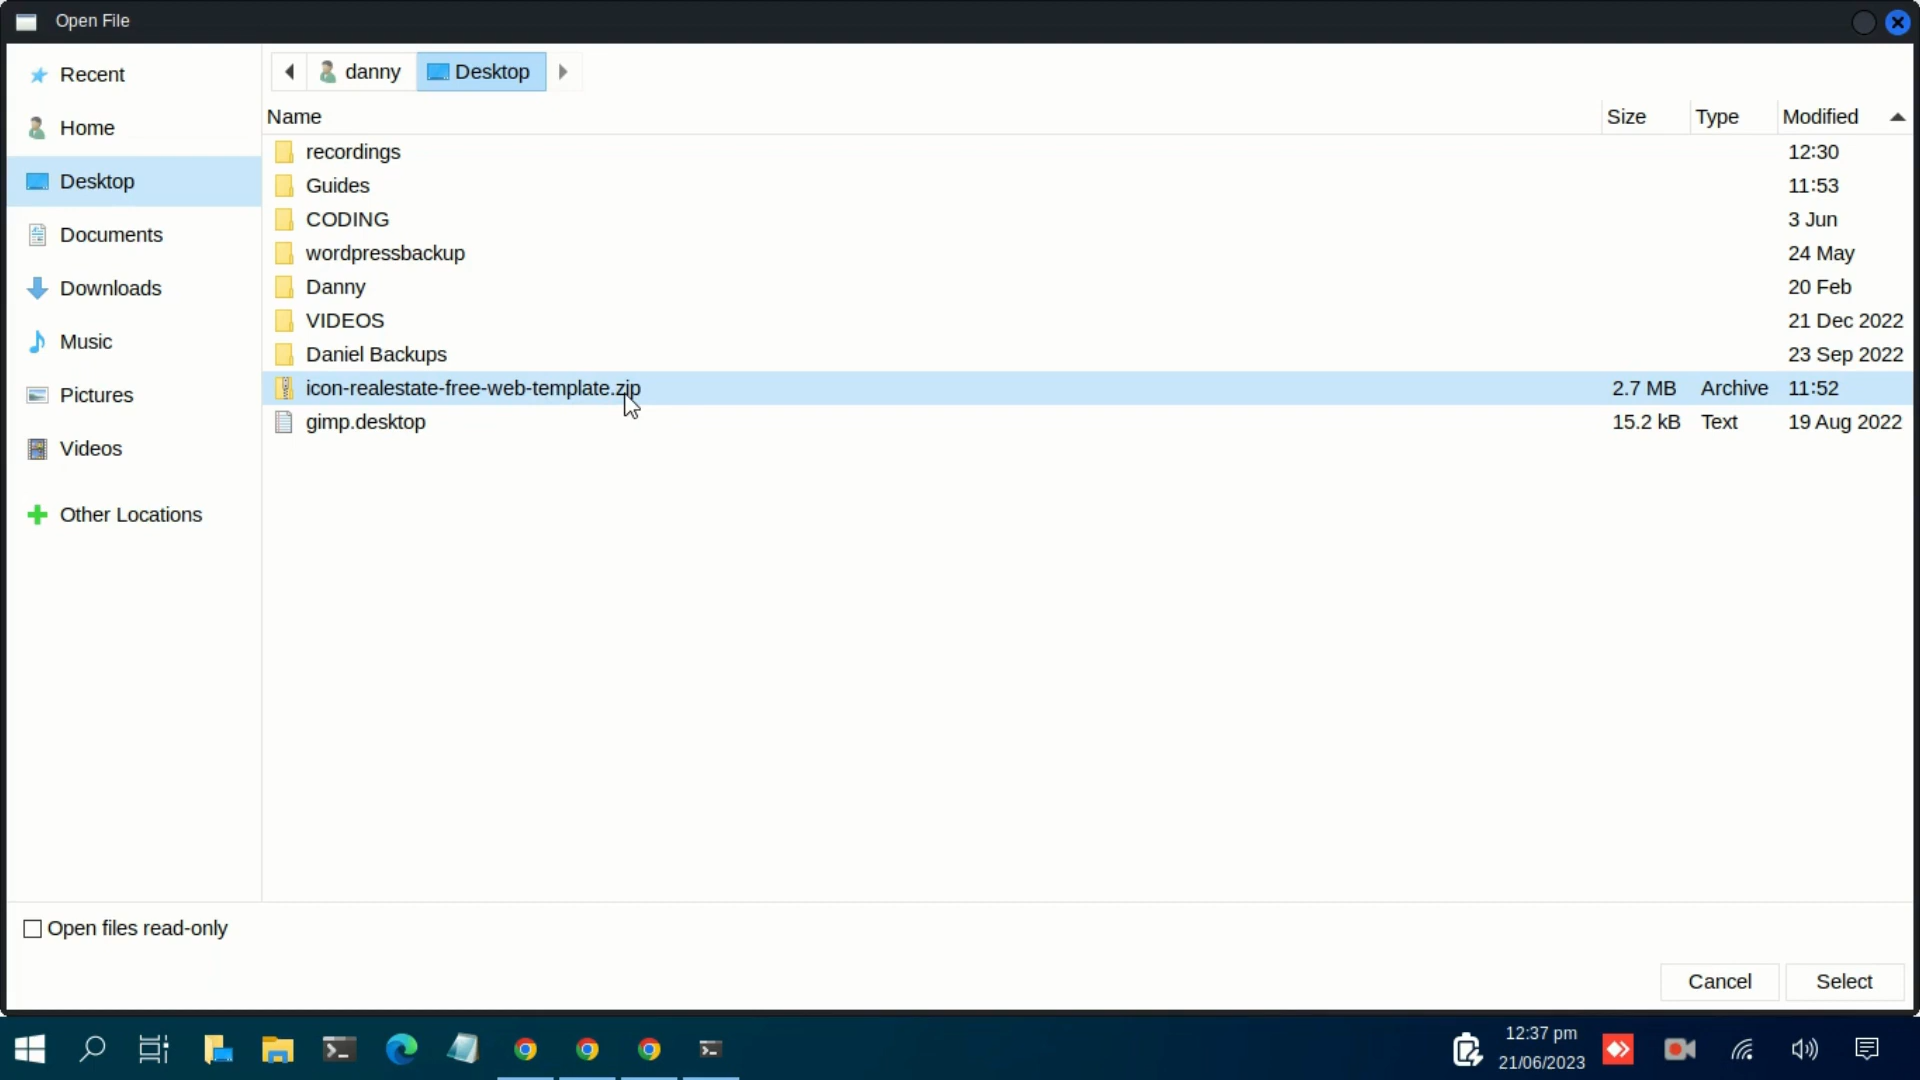 Open File
Recent
Home
Desktop
Documents
Downloads
Music
Pictures
Videos
Other Locations
danny Desktop
Name Size Type Modified
recordings 12:30
Guides 11:53
CODING 3 Jun
wordpressbackup 24 May
Danny 20 Feb
VIDEOS 21 Dec 2022
Daniel Backups 23 Sep 2022
icon-realestate-free-web-template.zip 2.7 MB Archive 11:52
gimp.desktop 15.2 kB Text 19 Aug 2022
Open files read-only
Cancel Select
12:37 pm
21/06/2023